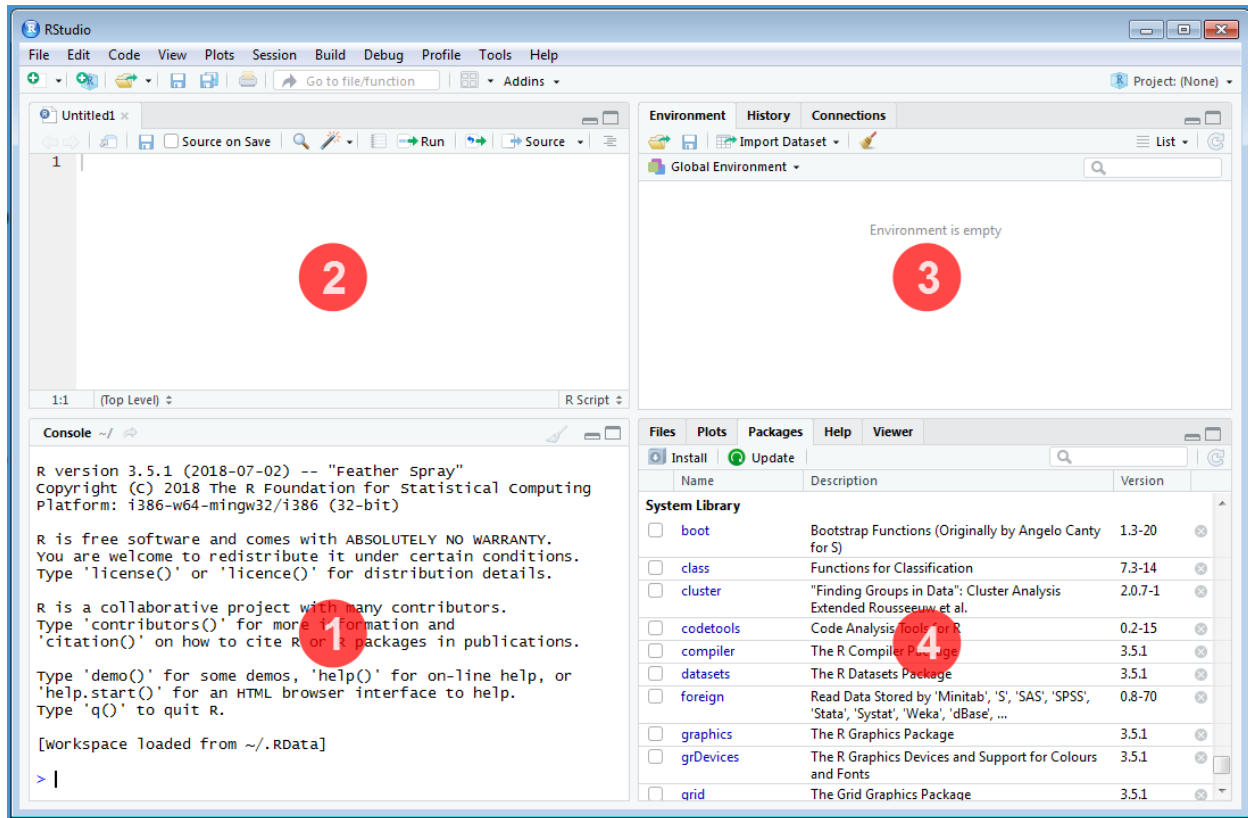 RStudio
File Edit Code View Plots Session Build Debug Profile Tools Help
Go to file/function Addins Project: (None)
Untitled1
Source on Save Run Source
1
2
1:1 (Top Level) R Script
Console ~/
R version 3.5.1 (2018-07-02) -- "Feather Spray"
Copyright (C) 2018 The R Foundation for Statistical Computing
Platform: i386-w64-mingw32/i386 (32-bit)
R is free software and comes with ABSOLUTELY NO WARRANTY.
You are welcome to redistribute it under certain conditions.
Type 'license()' or 'licence()' for distribution details.
R is a collaborative project with many contributors.
Type 'contributors()' for more information and
'citation()' on how to cite R or R packages in publications.
1
Type 'demo()' for some demos, 'help()' for on-line help, or
'help.start()' for an HTML browser interface to help.
Type 'q()' to quit R.
[Workspace loaded from ~/.RData]
>
Environment History Connections
Import Dataset List
Global Environment
Environment is empty
3
Files Plots Packages Help Viewer
Install Update
Name Description Version
System Library
boot Bootstrap Functions (Originally by Angelo Canty 1.3-20
for S)
class Functions for Classification 7.3-14
cluster "Finding Groups in Data": Cluster Analysis 2.0.7-1
Extended Rousseeuw et al.
codetools Code Analysis Tools for R 0.2-15
4
compiler The R Compiler Package 3.5.1
datasets The R Datasets Package 3.5.1
foreign Read Data Stored by 'Minitab', 'S', 'SAS', 'SPSS', 0.8-70
'Stata', 'Systat', 'Weka', 'dBase', ...
graphics The R Graphics Package 3.5.1
grDevices The R Graphics Devices and Support for Colours 3.5.1
and Fonts
grid The Grid Graphics Package 3.5.1